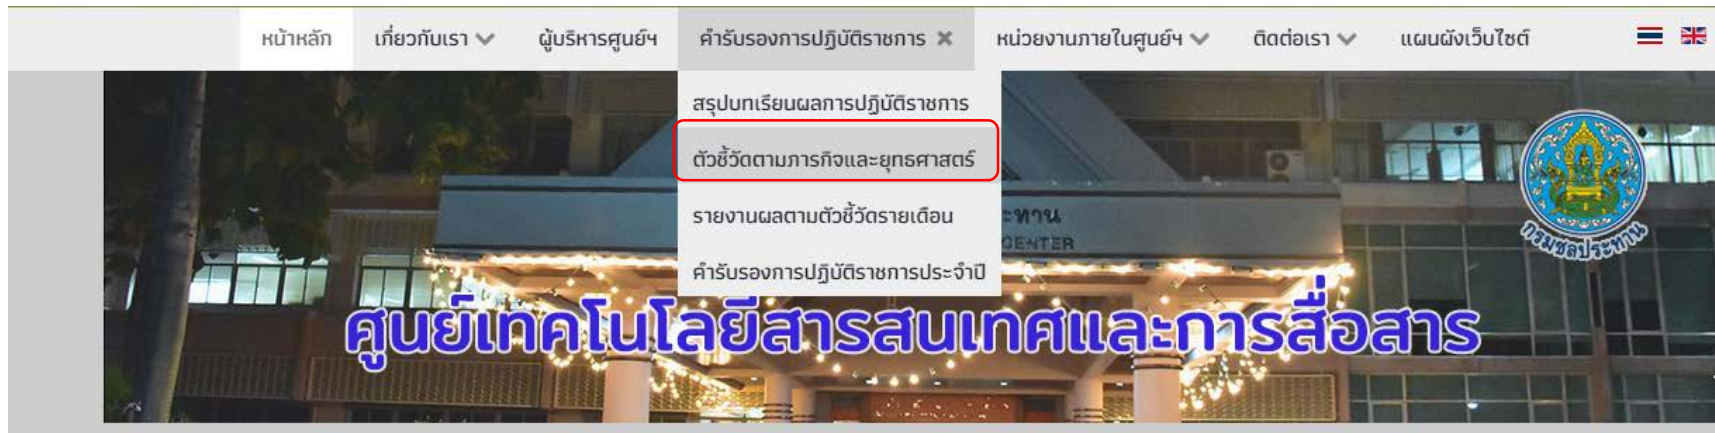 หน้าหลัก เกี่ยวกับเรา ผู้บริหารศูนย์ฯ คำรับรองการปฏิบัติราชการ หน่วยงานภายในศูนย์ฯ ติดต่อเรา แผนผังเว็บไซต์
สรุปบทเรียนผลการปฏิบัติราชการ
ตัวชี้วัดตามภารกิจและยุทธศาสตร์
รายงานผลตามตัวชี้วัดรายเดือน
คำรับรองการปฏิบัติราชการประจำปี
ะทาน
CENTER
กรมชลประทาน
ศูนย์เทคโนโลยีสารสนเทศและการสื่อสาร